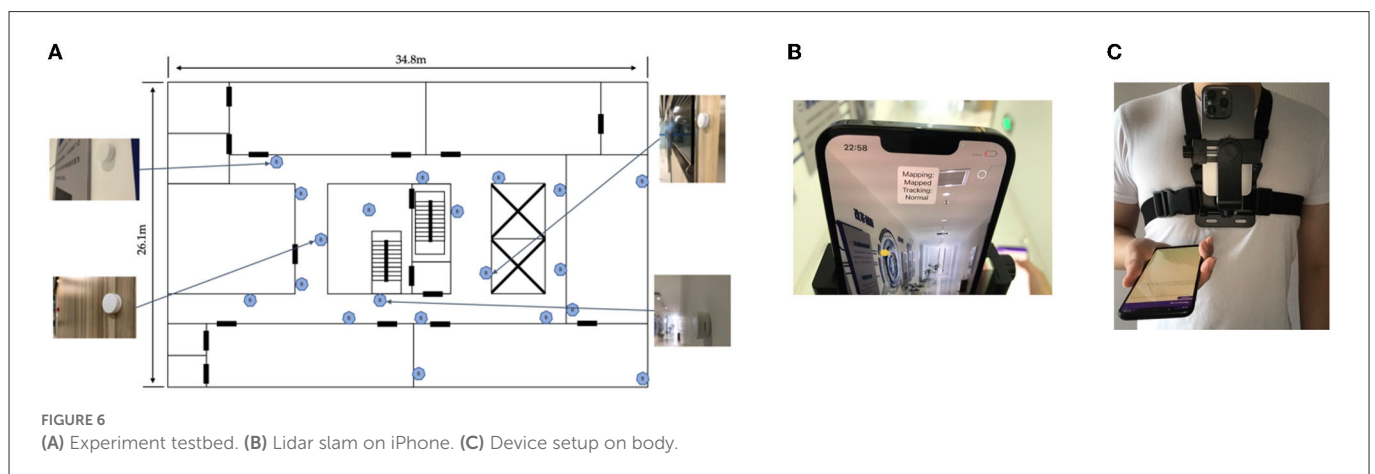 A
B
C
34.8m
26.1m
22:58
Mapping:
Mapped
Tracking:
Normal
FIGURE 6
(A) Experiment testbed. (B) Lidar slam on iPhone. (C) Device setup on body.